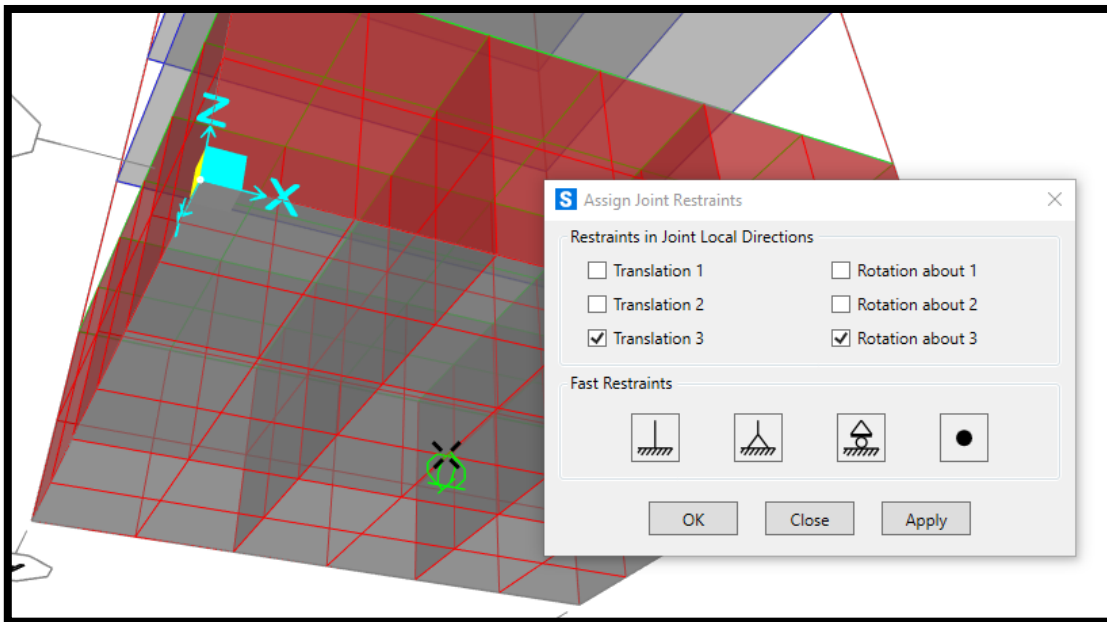 Z
X
S Assign Joint Restraints
Restraints in Joint Local Directions
Translation 1
Rotation about 1
Translation 2
Rotation about 2
Translation 3
Rotation about 3
Fast Restraints
OK
Close
Apply